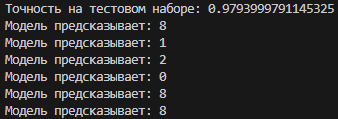 Точность на тестовом наборе: 0.9793999791145325
Модель предсказывает: 8
Модель предсказывает: 1
Модель предсказывает: 2
Модель предсказывает: 0
Модель предсказывает: 8
Модель предсказывает: 8